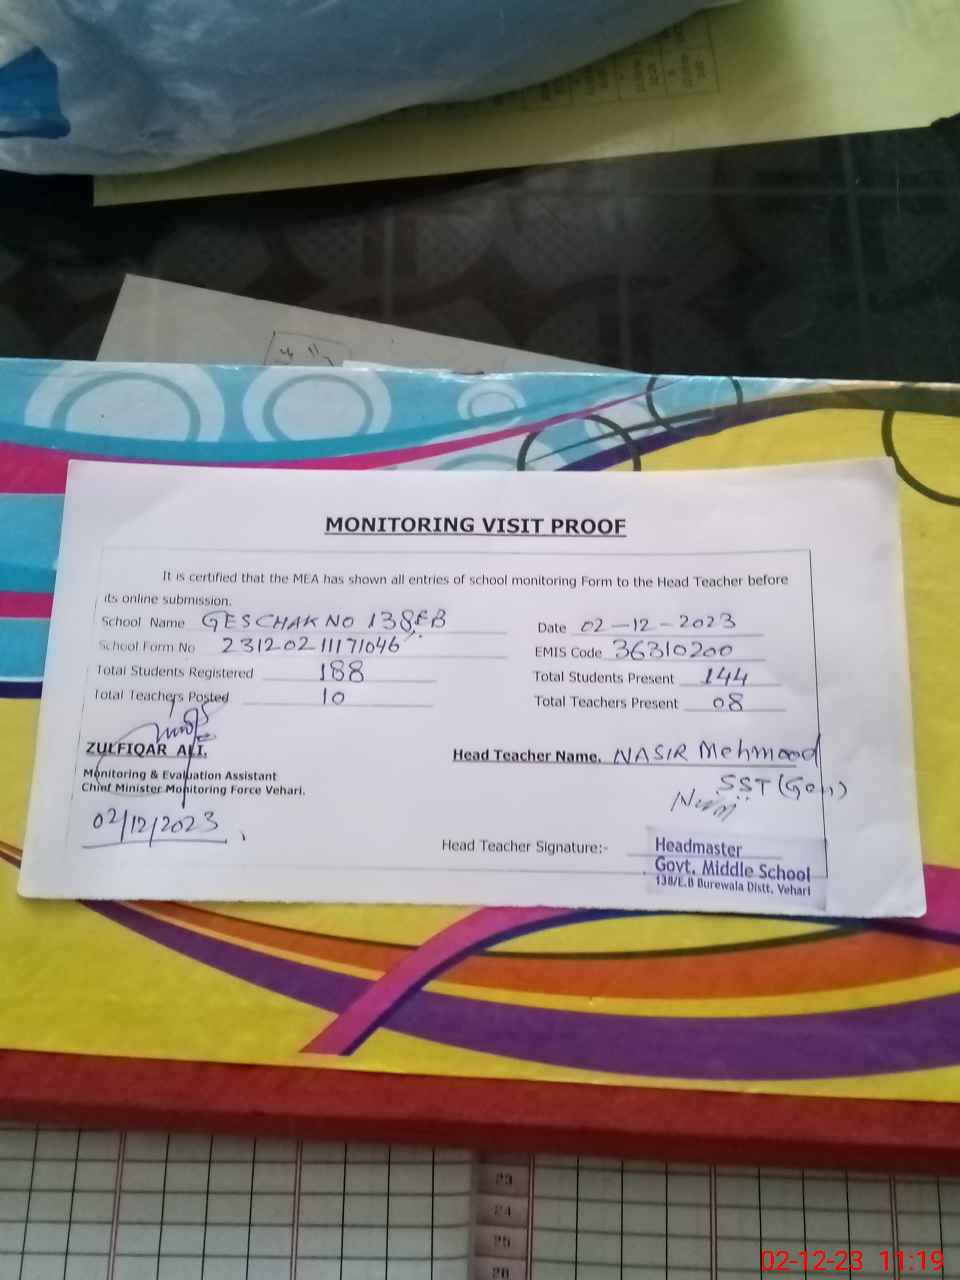 MONITORING VISIT PROOF
It is certified that the MEA has shown all entries of school monitoring Form to the Head Teacher before
its online submission.
School Name GES CHAK NO 138EB
Date 02-12-2023
School Form No 23120211171046
EMIS Code 36310200
Total Students Registered 188
Total Students Present 144
Total Teachers Posted 10
Total Teachers Present 08
ZULFIQAR ALI.
Monitoring & Evaluation Assistant
Chief Minister Monitoring Force Vehari.
02/12/2023
Head Teacher Name. NASIR Mehmood
SST (Gen)
Head Teacher Signature:-
Headmaster
Govt. Middle School
138/E.B Burewala Distt. Vehari
23
24
25
26
02-12-23 11:19